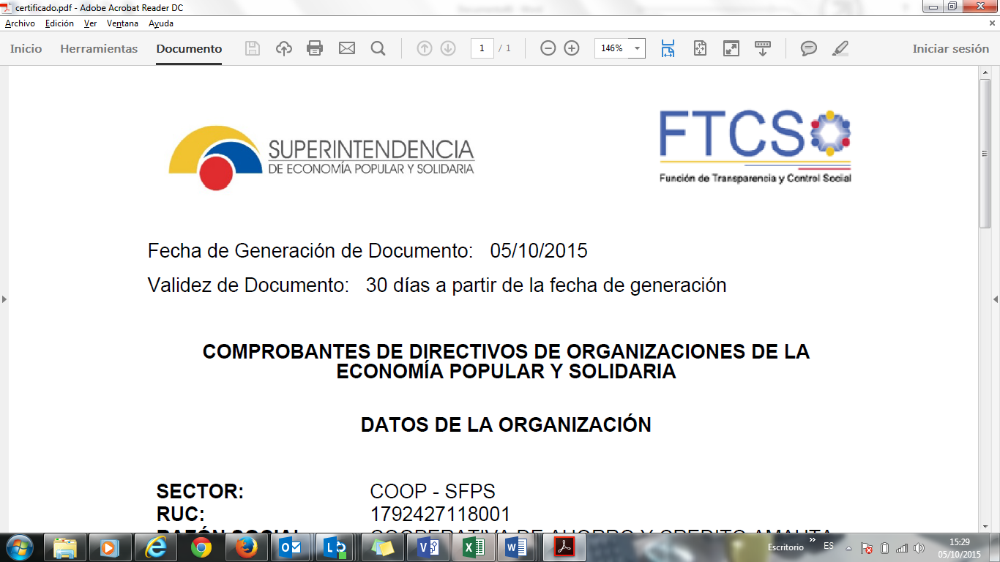 certificado.pdf - Adobe Acrobat Reader DC
Archivo Edición Ver Ventana Ayuda
Inicio Herramientas Documento 1 / 1 146% Iniciar sesión
SUPERINTENDENCIA
DE ECONOMÍA POPULAR Y SOLIDARIA
FTCS
Función de Transparencia y Control Social
Fecha de Generación de Documento: 05/10/2015
Validez de Documento: 30 días a partir de la fecha de generación
COMPROBANTES DE DIRECTIVOS DE ORGANIZACIONES DE LA
ECONOMÍA POPULAR Y SOLIDARIA
DATOS DE LA ORGANIZACIÓN
SECTOR: COOP - SFPS
RUC: 1792427118001
RAZÓN SOCIAL COOPERATIVA DE AHORRO Y CREDITO AMAUTA
Escritorio ES 15:29
05/10/2015